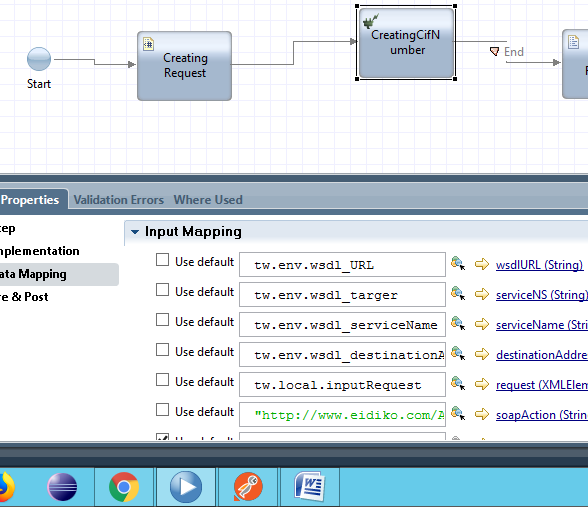 Creating
Request
CreatingCifN
umber
End
Start
Properties
Validation Errors
Where Used
ep
Input Mapping
mplementation
ata Mapping
re & Post
Use default
tw.env.wsdl_URL
wsdlURL (String)
Use default
tw.env.wsdl_targer
serviceNS (String)
Use default
tw.env.wsdl_serviceName
serviceName (Stri
Use default
tw.env.wsdl_destinationA
destinationAddre
Use default
tw.local.inputRequest
request (XMLElem
Use default
"http://www.eidiko.com/A
soapAction (Strin
Use default